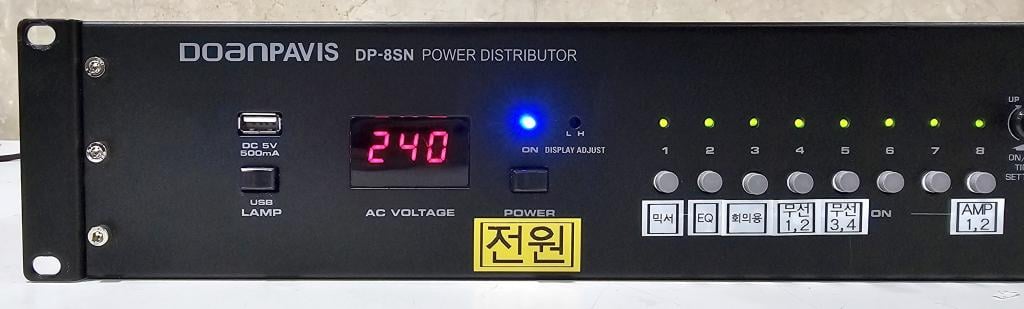 DOANPAVIS DP-8SN POWER DISTRIBUTOR
DC 5V
500mA
USB
LAMP
240
AC VOLTAGE
ON
L H
DISPLAY ADJUST
POWER
전원
1 2 3 4 5 6 7 8
믹서
EQ
회의용
무선
1,2
무선
3,4
ON
AMP
1,2
UP